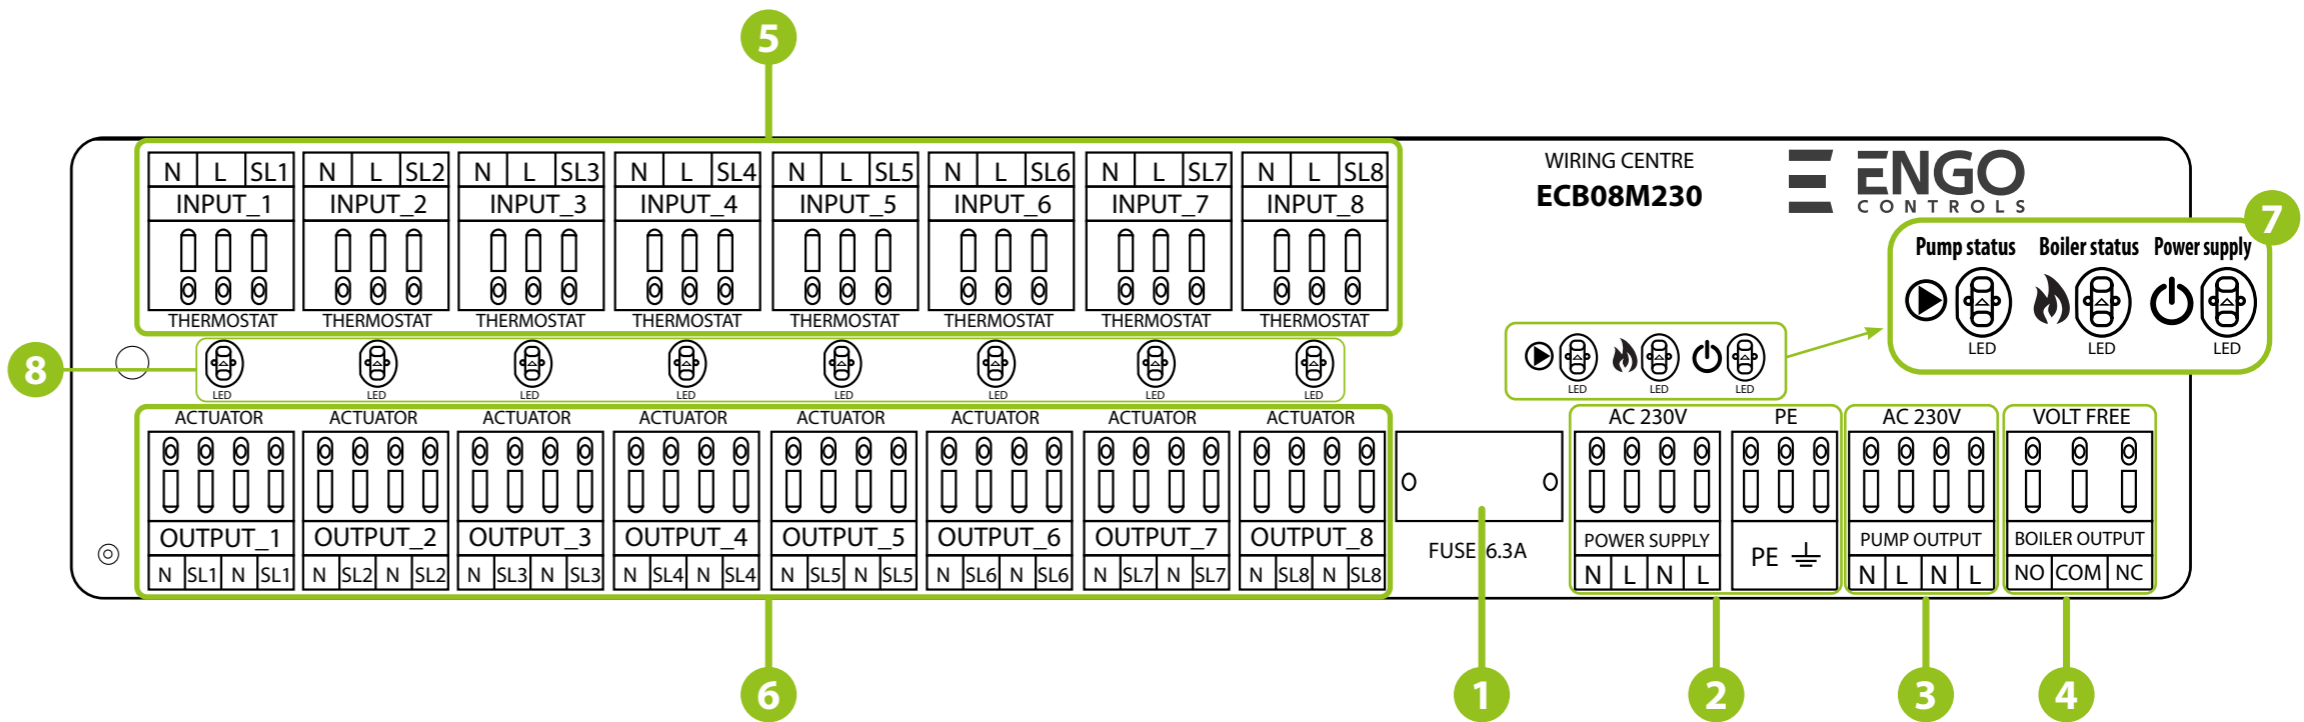 5
N L SL1 N L SL2 N L SL3 N L SL4 N L SL5 N L SL6 N L SL7 N L SL8
INPUT_1 INPUT_2 INPUT_3 INPUT_4 INPUT_5 INPUT_6 INPUT_7 INPUT_8
THERMOSTAT THERMOSTAT THERMOSTAT THERMOSTAT THERMOSTAT THERMOSTAT THERMOSTAT THERMOSTAT
WIRING CENTRE
ECB08M230
ENGO
CONTROLS
7
Pump status Boiler status Power supply
LED LED LED
8
LED LED LED LED LED LED LED LED
LED LED LED
ACTUATOR ACTUATOR ACTUATOR ACTUATOR ACTUATOR ACTUATOR ACTUATOR ACTUATOR
OUTPUT_1 OUTPUT_2 OUTPUT_3 OUTPUT_4 OUTPUT_5 OUTPUT_6 OUTPUT_7 OUTPUT_8
N SL1 N SL1 N SL2 N SL2 N SL3 N SL3 N SL4 N SL4 N SL5 N SL5 N SL6 N SL6 N SL7 N SL7 N SL8 N SL8
FUSE 6.3A
AC 230V PE AC 230V VOLT FREE
POWER SUPPLY PE PUMP OUTPUT BOILER OUTPUT
N L N L N L N L NO COM NC
6 1 2 3 4